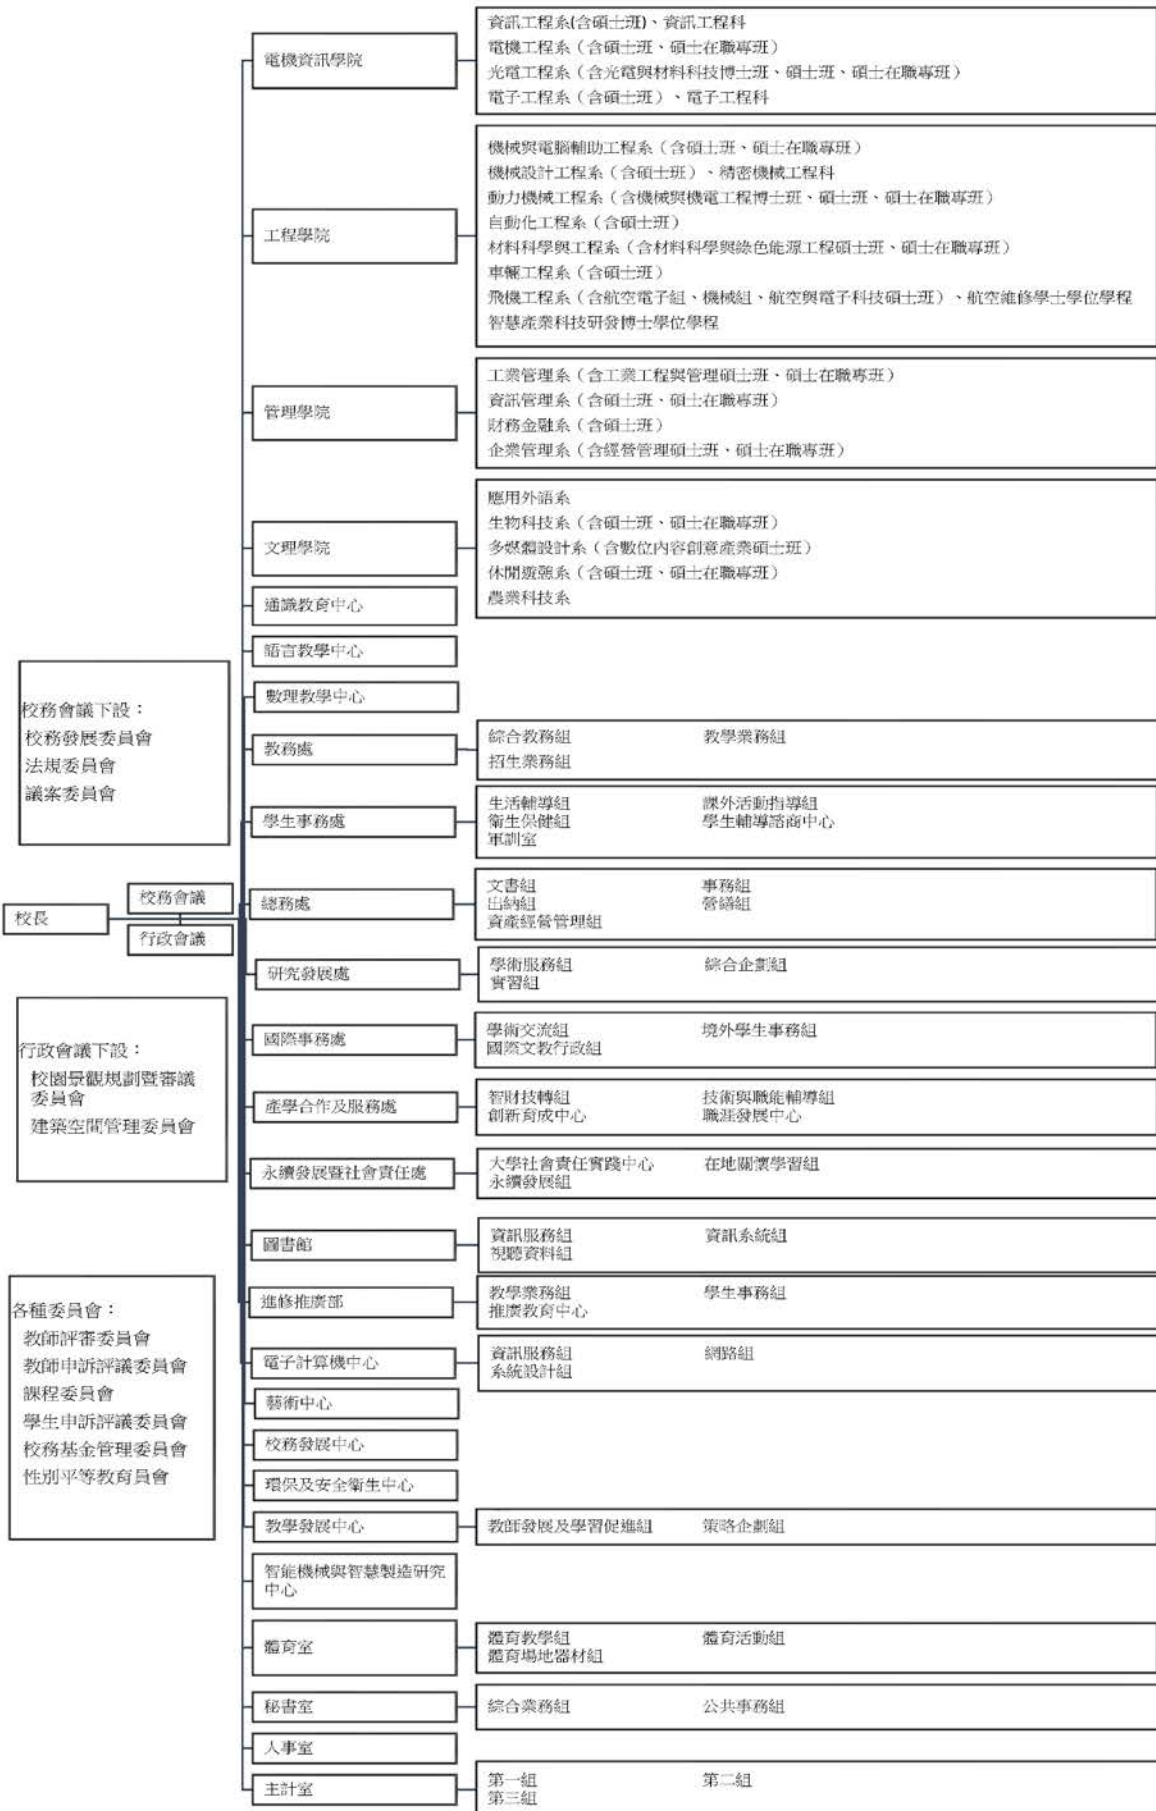 電機資訊學院
資訊工程系(含碩士班)、資訊工程科
電機工程系（含碩士班、碩士在職專班）
光電工程系（含光電與材料科技博士班、碩士班、碩士在職專班）
電子工程系（含碩士班）、電子工程科
工程學院
機械與電腦輔助工程系（含碩士班、碩士在職專班）
機械設計工程系（含碩士班）、精密機械工程科
動力機械工程系（含機械與機電工程博士班、碩士班、碩士在職專班）
自動化工程系（含碩士班）
材料科學與工程系（含材料科學與綠色能源工程碩士班、碩士在職專班）
車輛工程系（含碩士班）
飛機工程系（含航空電子組、機械組、航空與電子科技碩士班）、航空維修學士學位學程
智慧產業科技研發博士學位學程
管理學院
工業管理系（含工業工程與管理碩士班、碩士在職專班）
資訊管理系（含碩士班、碩士在職專班）
財務金融系（含碩士班）
企業管理系（含經營管理碩士班、碩士在職專班）
文理學院
應用外語系
生物科技系（含碩士班、碩士在職專班）
多媒體設計系（含數位內容創意產業碩士班）
休閒遊憩系（含碩士班、碩士在職專班）
農業科技系
通識教育中心
語言教學中心
數理教學中心
校務會議下設：
校務發展委員會
法規委員會
議案委員會
教務處
綜合教務組 教學業務組
招生業務組
學生事務處
生活輔導組 課外活動指導組
衛生保健組 學生輔導諮商中心
軍訓室
校長
校務會議
行政會議
總務處
文書組 事務組
出納組 營繕組
資產經營管理組
研究發展處
學術服務組 綜合企劃組
實習組
行政會議下設：
校園景觀規劃暨審議
委員會
建築空間管理委員會
國際事務處
學術交流組 境外學生事務組
國際文教行政組
產學合作及服務處
智財技轉組 技術與職能輔導組
創新育成中心 職涯發展中心
永續發展暨社會責任處
大學社會責任實踐中心 在地關懷學習組
永續發展組
圖書館
資訊服務組 資訊系統組
視聽資料組
各種委員會：
教師評審委員會
教師申訴評議委員會
課程委員會
學生申訴評議委員會
校務基金管理委員會
性別平等教育員會
進修推廣部
教學業務組 學生事務組
推廣教育中心
電子計算機中心
資訊服務組 網路組
系統設計組
藝術中心
校務發展中心
環保及安全衛生中心
教學發展中心
教師發展及學習促進組 策略企劃組
智能機械與智慧製造研究
中心
體育室
體育教學組 體育活動組
體育場地器材組
秘書室
綜合業務組 公共事務組
人事室
主計室
第一組 第二組
第三組